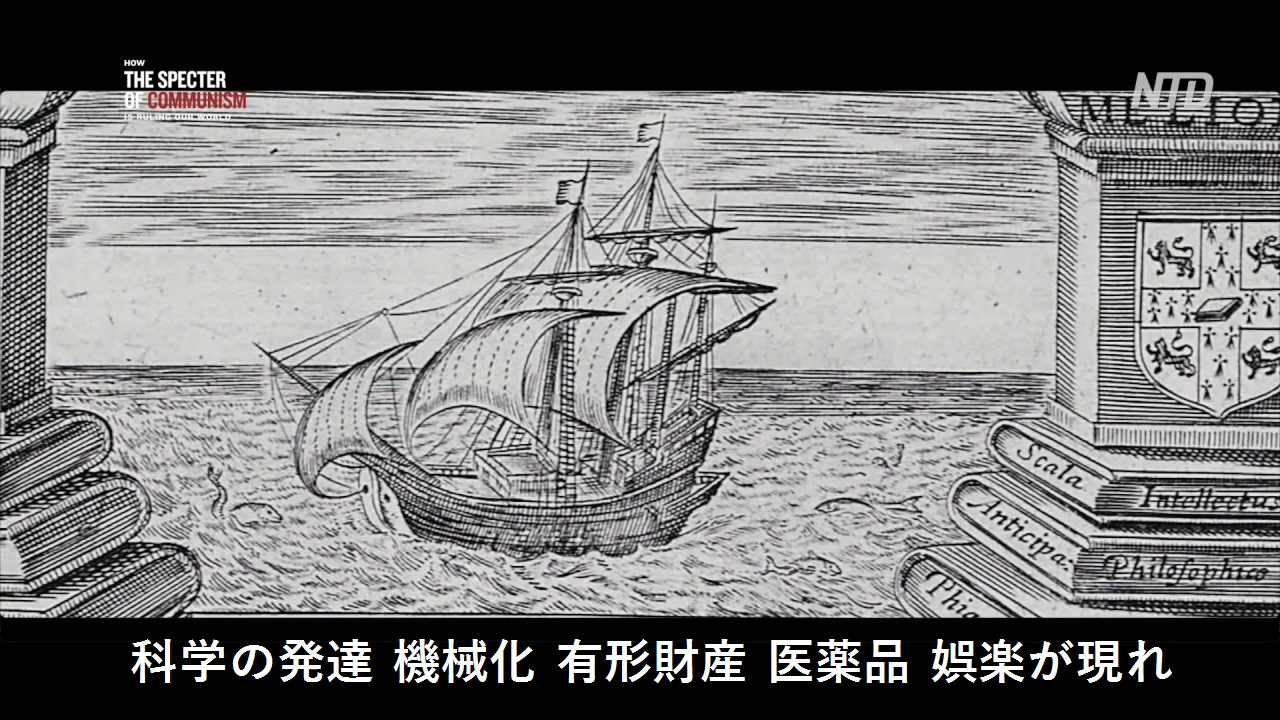 HOW
THE SPECTER
OF COMMUNISM
IS RULING OUR WORLD
NTD
Scala
Intellectus
Anticipa
Philosophica
科学の発達 機械化 有形財産 医薬品 娯楽が現れ